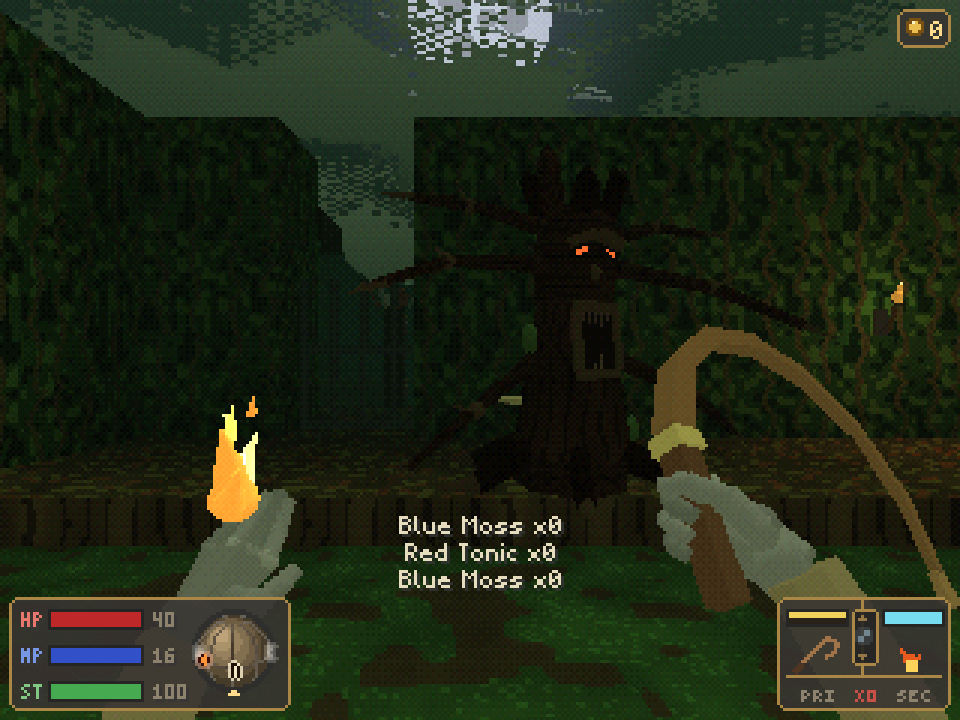 0
Blue Moss x0
Red Tonic x0
Blue Moss x0
HP 40
MP 16
ST 100
0
PRI X0 SEC